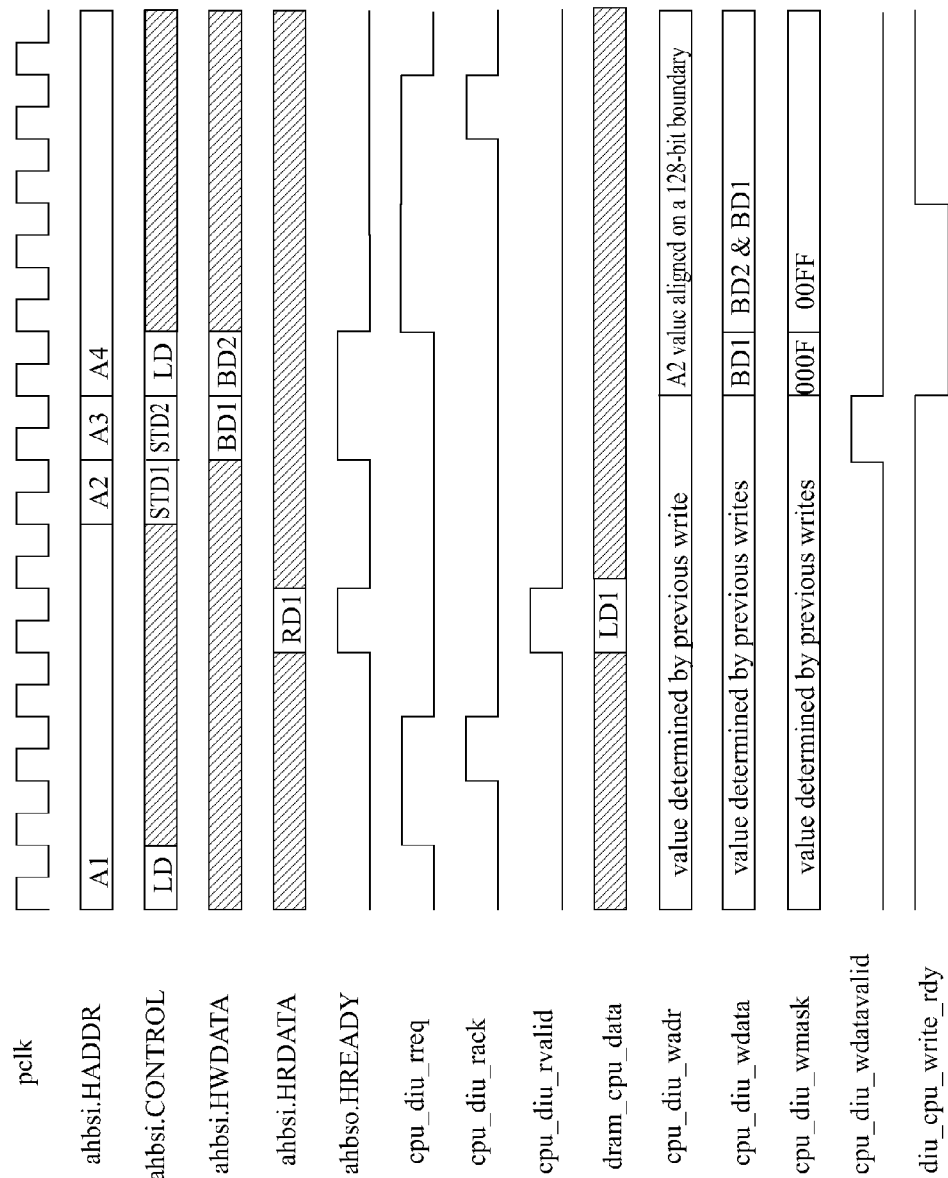 pclk
ahbsi.HADDR A1 A2 A3 A4
ahbsi.CONTROL LD STD1 STD2 LD
ahbsi.HWDATA BD1 BD2
ahbsi.HRDATA RD1
ahbso.HREADY
cpu_diu_rreq
cpu_diu_rack
cpu_diu_rvalid
dram_cpu_data LD1
cpu_diu_wadr value determined by previous write A2 value aligned on a 128-bit boundary
cpu_diu_wdata value determined by previous writes BD1 BD2 & BD1
cpu_diu_wmask value determined by previous writes 000F 00FF
cpu_diu_wdatavalid
diu_cpu_write_rdy